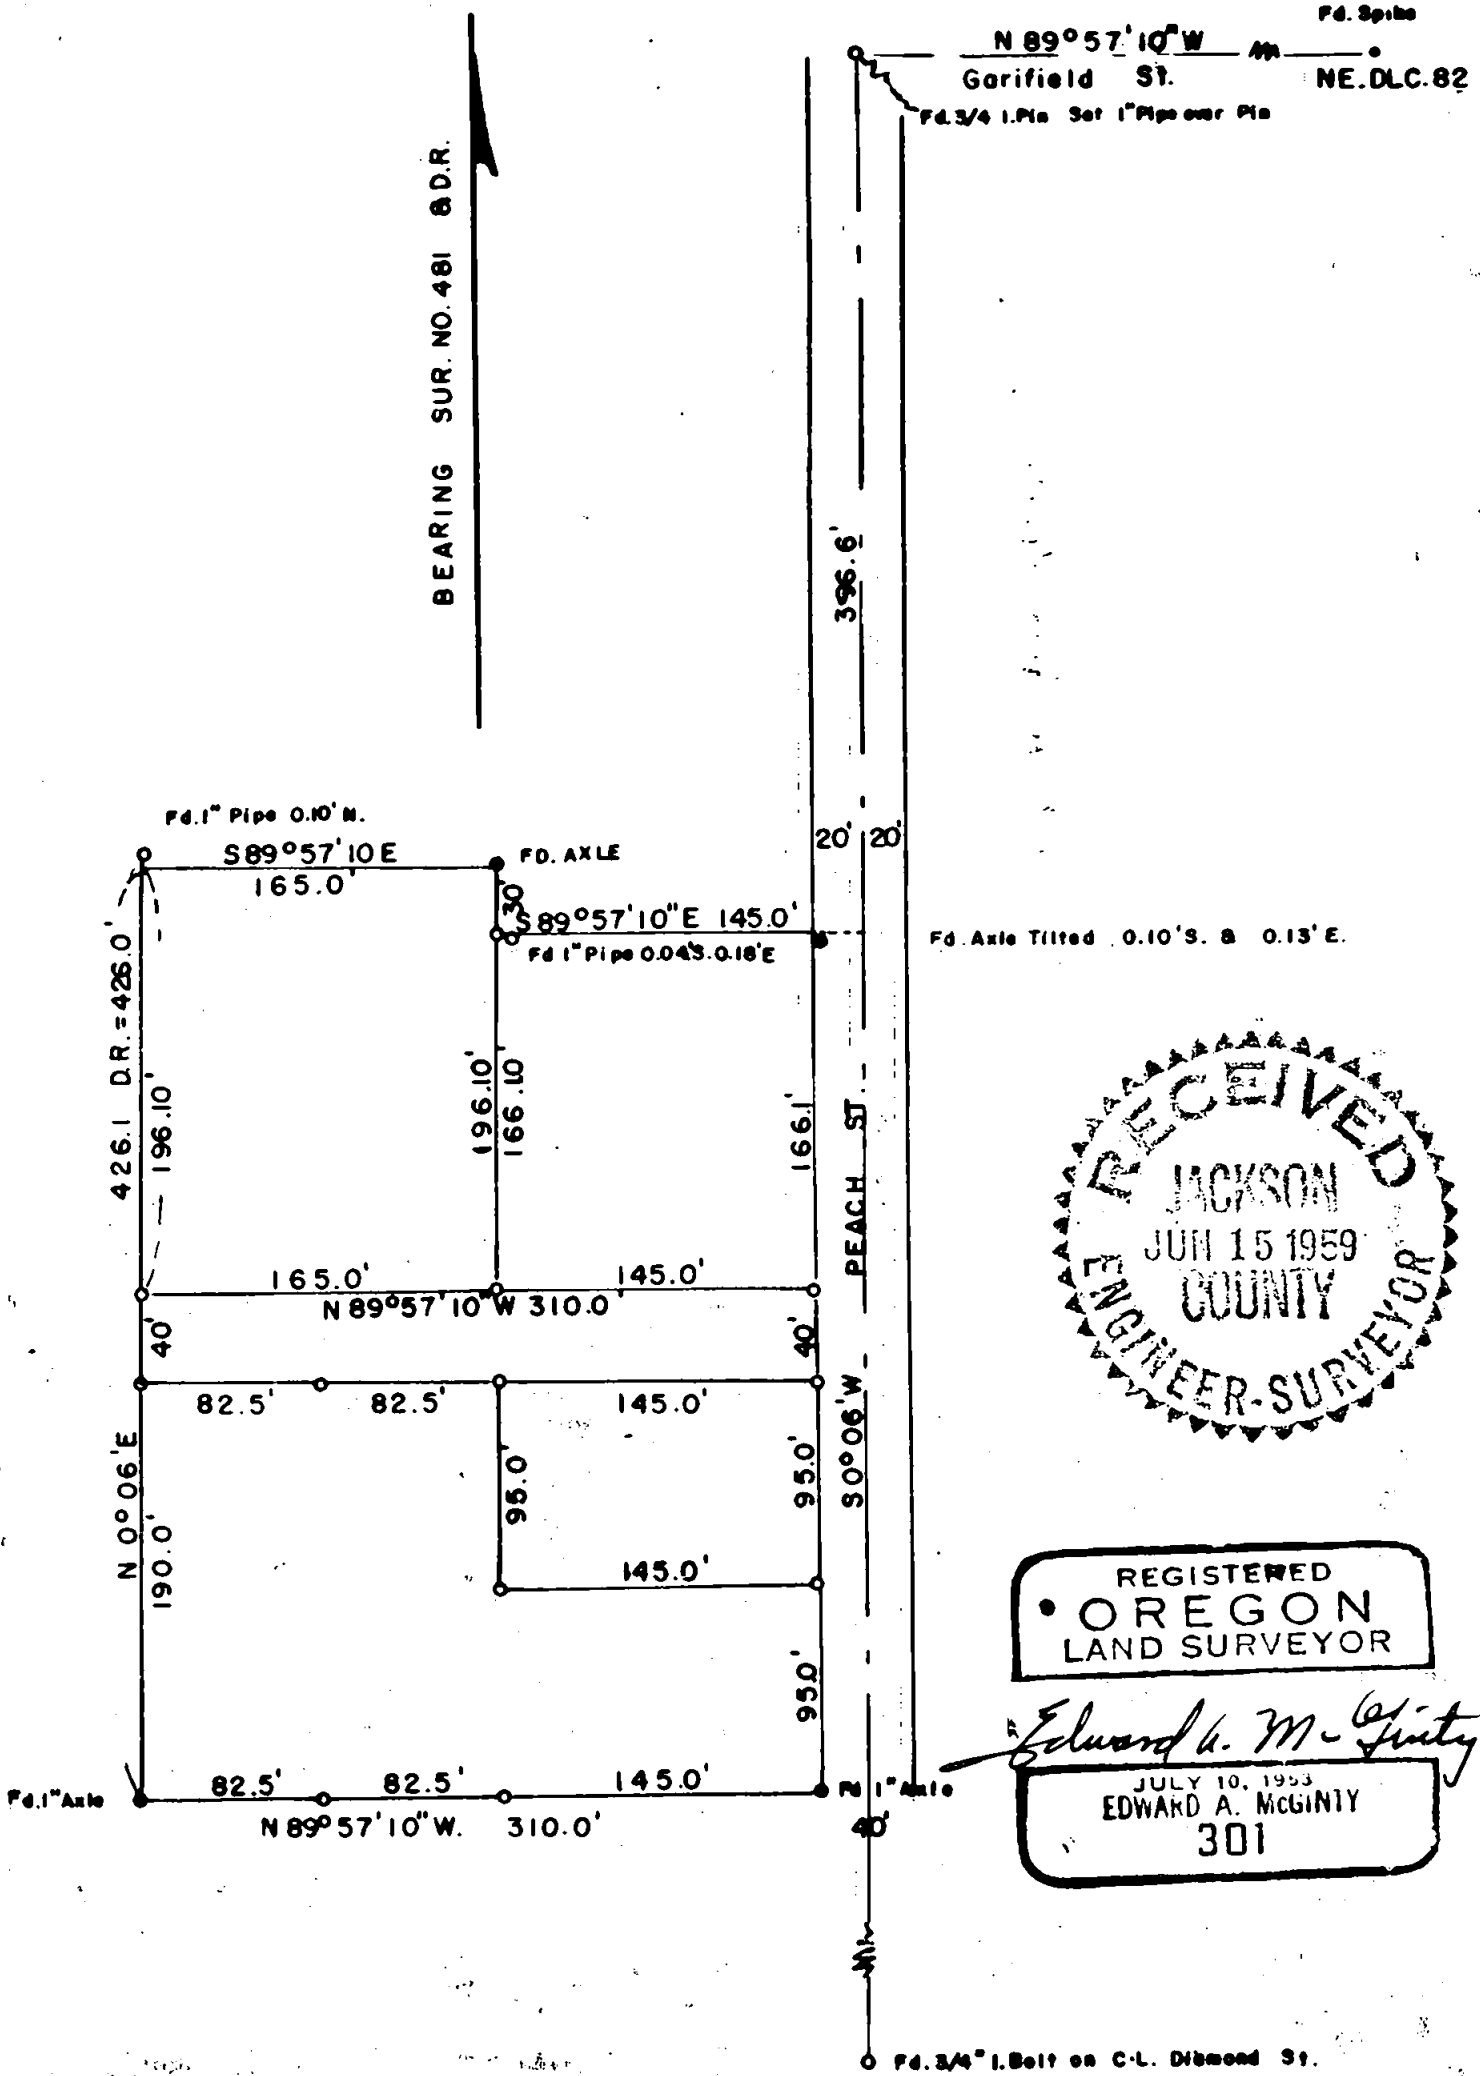 Fd. Spike
N 89° 57' 10" W
Garifield St.
NE. DLC. 82
Fd. 3/4 I. Pin Set 1" Pipe over Pin
BEARING SUR. NO. 481 & D.R.
396.6'
20' 20'
Fd. 1" Pipe 0.10' N.
S 89° 57' 10 E
165.0'
FD. AXLE
30'
S 89° 57' 10" E 145.0'
Fd 1" Pipe 0.04' S. 0.18' E
Fd. Axle Tilted 0.10' S. & 0.13' E.
426.1 D.R. = 426.0'
196.10'
196.10'
166.10'
166.1'
PEACH ST.
165.0'
145.0'
N 89° 57' 10" W 310.0'
40'
40'
82.5'
82.5'
145.0'
N 0° 06' E
190.0'
95.0'
95.0'
S 0° 06' W
145.0'
95.0'
Fd. 1" Axle
82.5'
82.5'
145.0'
Fd 1" Axle
N 89° 57' 10" W. 310.0'
40'
Fd. 3/4" I. Bolt on C.L. Diamond St.
RECEIVED
JACKSON
JUN 15 1959
COUNTY
ENGINEER-SURVEYOR
REGISTERED
OREGON
LAND SURVEYOR
Edward A. McGinty
JULY 10, 1953
EDWARD A. McGINTY
301